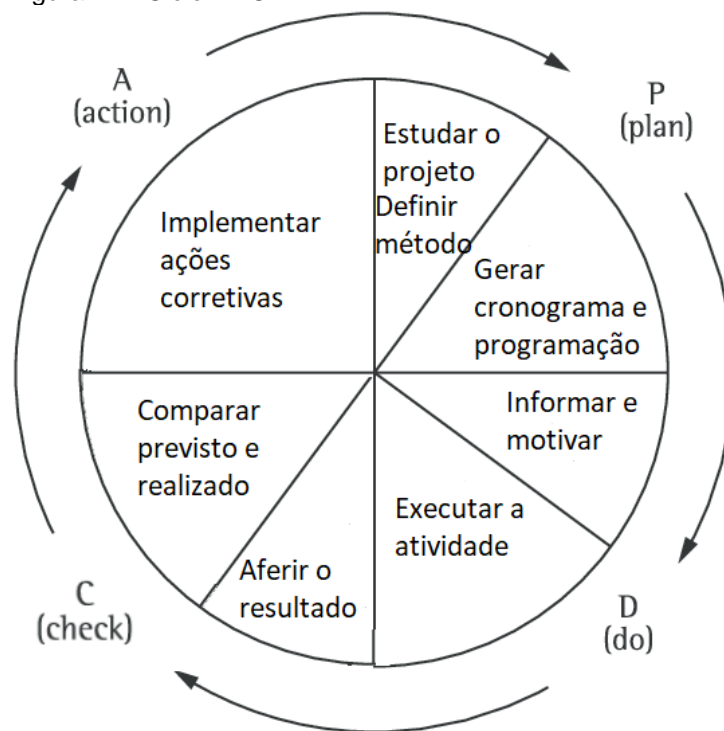 A
(action)
P
(plan)
Estudar o
projeto
Definir
método
Implementar
ações
corretivas
Gerar
cronograma e
programação
Comparar
previsto e
realizado
Informar e
motivar
Executar a
atividade
Aferir o
resultado
C
(check)
D
(do)